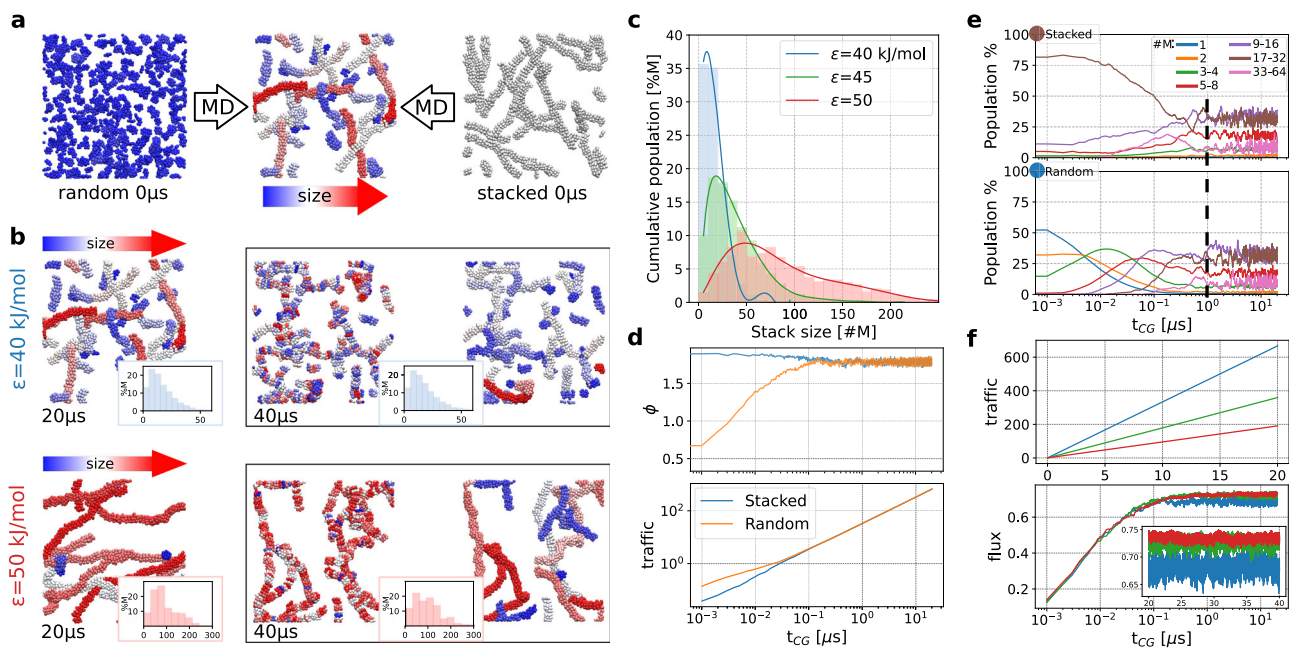 a
random 0μs
MD
size
MD
stacked 0μs
b
size
ε=40 kJ/mol
20μs
%M
20
10
0
0
50
40μs
%M
20
10
0
0
50
size
ε=50 kJ/mol
20μs
%M
20
10
0
0
100
200
300
40μs
%M
20
10
0
0
100
200
300
c
Cumulative population [%M]
40
35
30
25
20
15
10
5
0
ε=40 kJ/mol
ε=45
ε=50
0
50
100
150
200
Stack size [#M]
d
ϕ
1.5
1.0
0.5
traffic
10²
10⁰
Stacked
Random
10⁻³
10⁻²
10⁻¹
10⁰
10¹
t_CG [μs]
e
Population %
100
75
50
25
0
Stacked
#M:
1
2
3-4
5-8
9-16
17-32
33-64
Population %
100
75
50
25
0
Random
10⁻³
10⁻²
10⁻¹
10⁰
10¹
t_CG [μs]
f
traffic
600
400
200
0
0
5
10
15
20
flux
0.6
0.4
0.2
0.75
0.70
0.65
20
30
40
10⁻³
10⁻²
10⁻¹
10⁰
10¹
t_CG [μs]